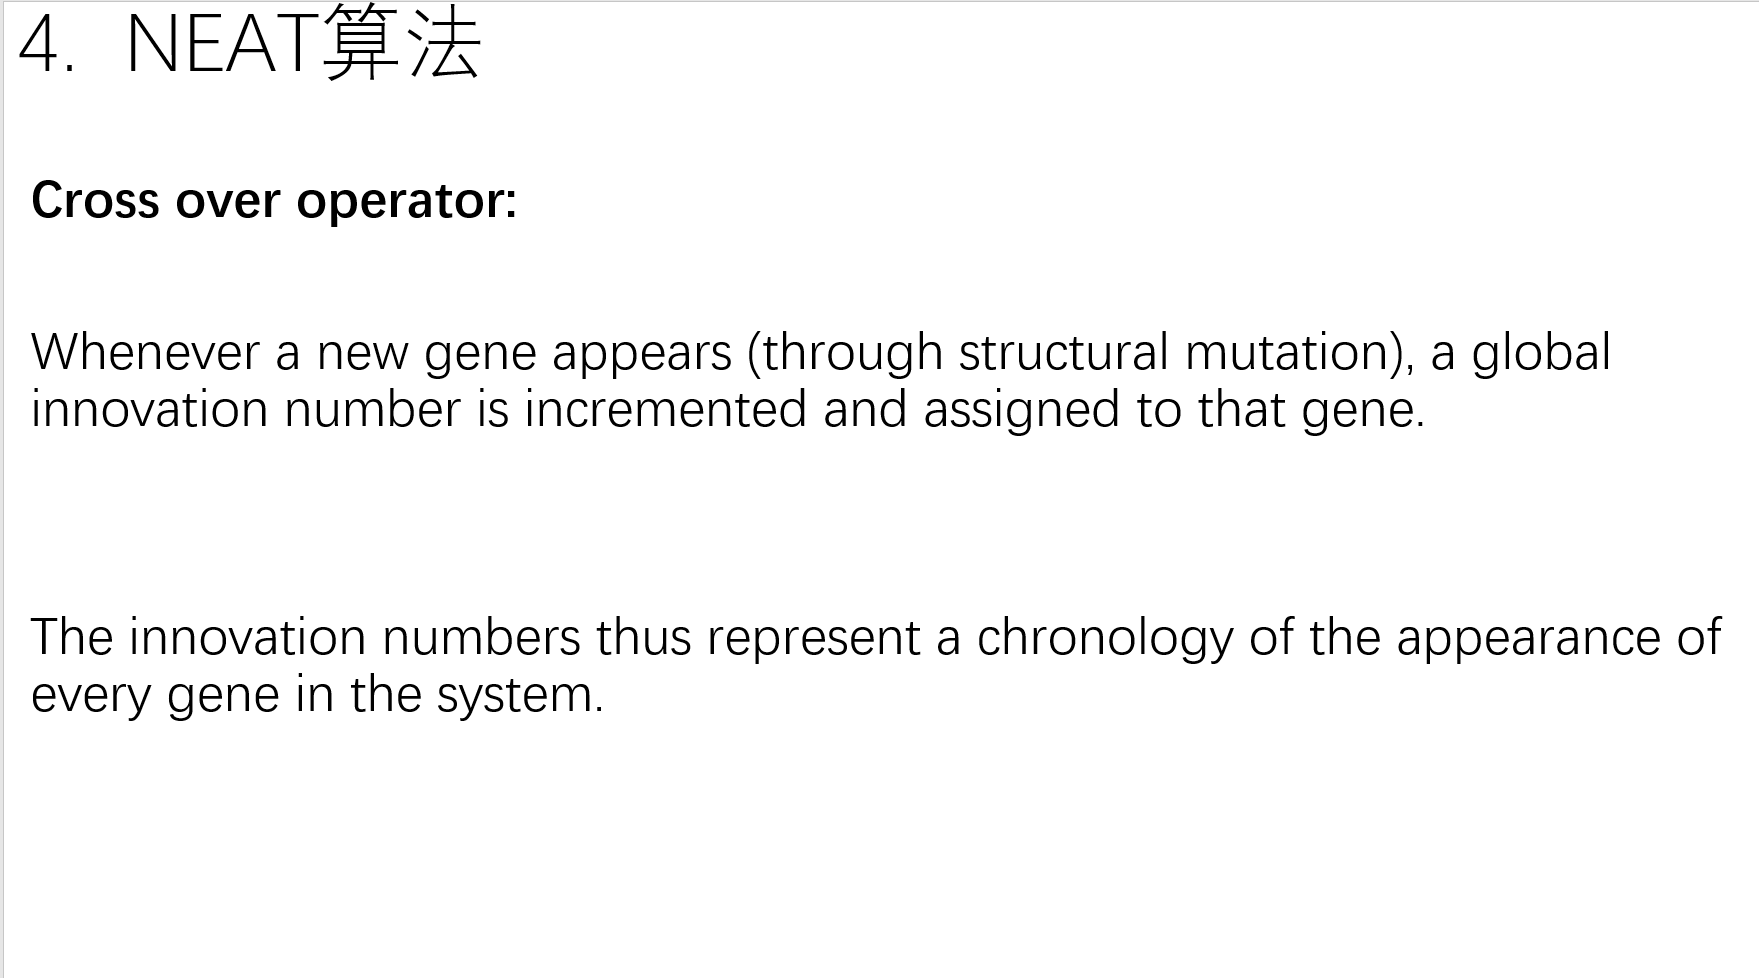 4. NEAT算法
Cross over operator:
Whenever a new gene appears (through structural mutation), a global
innovation number is incremented and assigned to that gene.
The innovation numbers thus represent a chronology of the appearance of
every gene in the system.